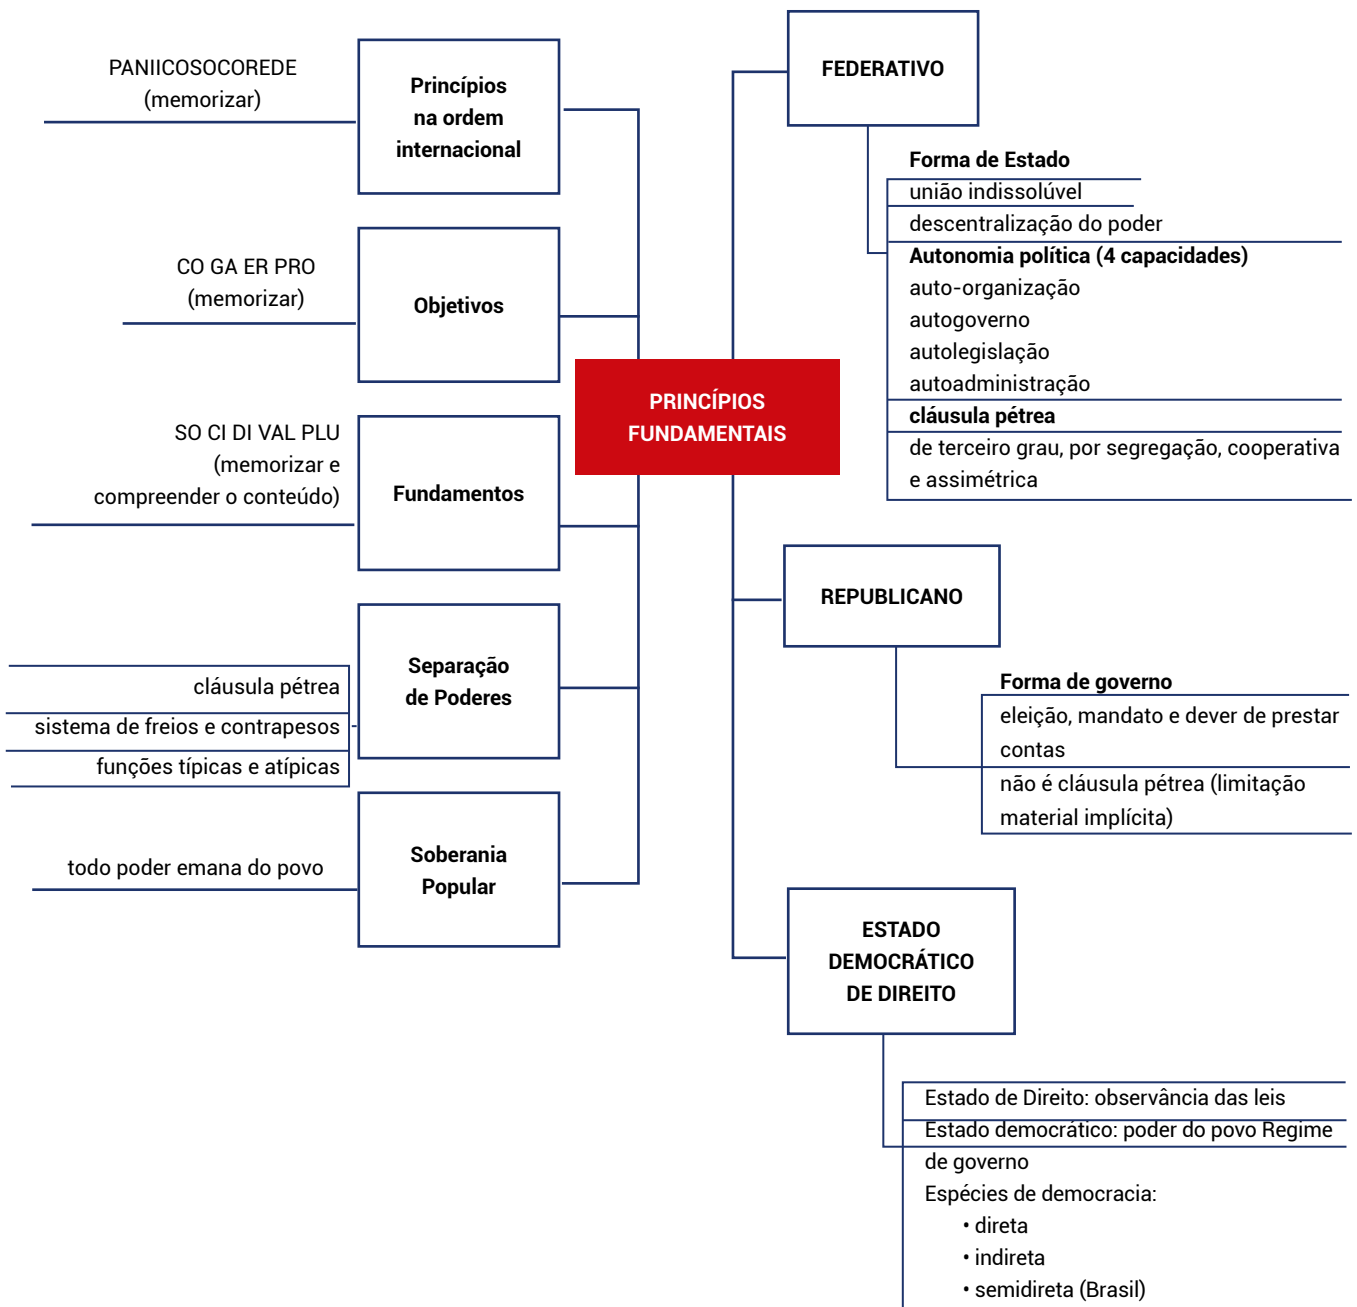 PANIICOSOCOREDE
(memorizar)
Princípios
na ordem
internacional
CO GA ER PRO
(memorizar)
Objetivos
SO CI DI VAL PLU
(memorizar e
compreender o conteúdo)
Fundamentos
cláusula pétrea
sistema de freios e contrapesos
funções típicas e atípicas
Separação
de Poderes
todo poder emana do povo
Soberania
Popular
PRINCÍPIOS
FUNDAMENTAIS
FEDERATIVO
Forma de Estado
união indissolúvel
descentralização do poder
Autonomia política (4 capacidades)
auto-organização
autogoverno
autolegislação
autoadministração
cláusula pétrea
de terceiro grau, por segregação, cooperativa
e assimétrica
REPUBLICANO
Forma de governo
eleição, mandato e dever de prestar
contas
não é cláusula pétrea (limitação
material implícita)
ESTADO
DEMOCRÁTICO
DE DIREITO
Estado de Direito: observância das leis
Estado democrático: poder do povo Regime
de governo
Espécies de democracia:
• direta
• indireta
• semidireta (Brasil)